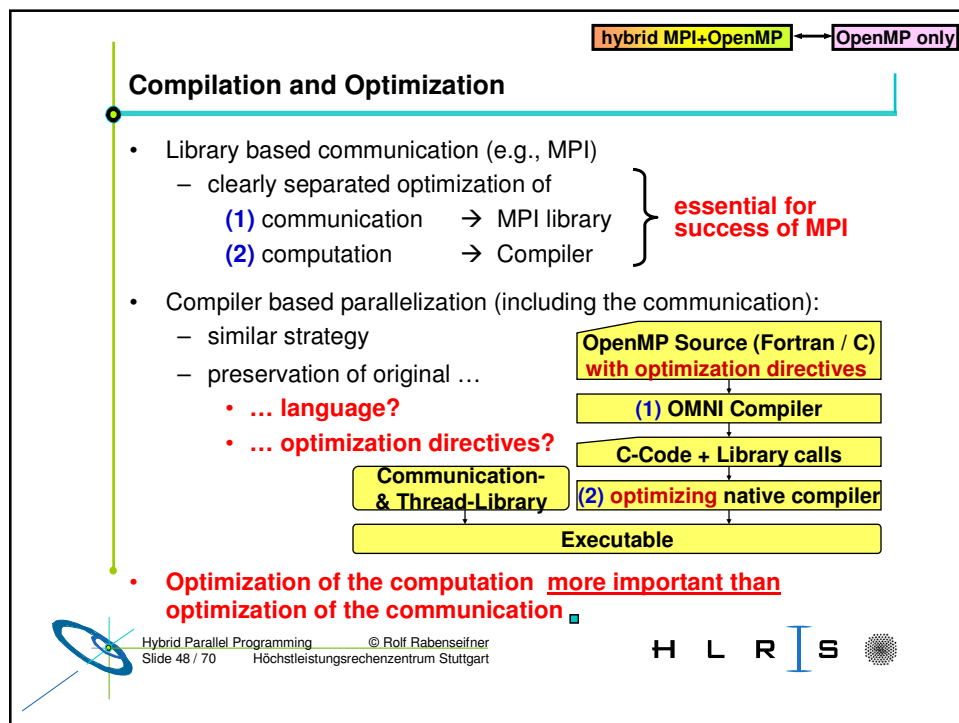 hybrid MPI+OpenMP OpenMP only
Compilation and Optimization
• Library based communication (e.g., MPI)
– clearly separated optimization of
(1) communication → MPI library
(2) computation → Compiler
essential for
success of MPI
• Compiler based parallelization (including the communication):
– similar strategy
– preservation of original …
• … language?
• … optimization directives?
OpenMP Source (Fortran / C)
with optimization directives
(1) OMNI Compiler
C-Code + Library calls
Communication-
& Thread-Library
(2) optimizing native compiler
Executable
• Optimization of the computation more important than
optimization of the communication
Hybrid Parallel Programming © Rolf Rabenseifner
Slide 48 / 70 Höchstleistungsrechenzentrum Stuttgart
H L R I S